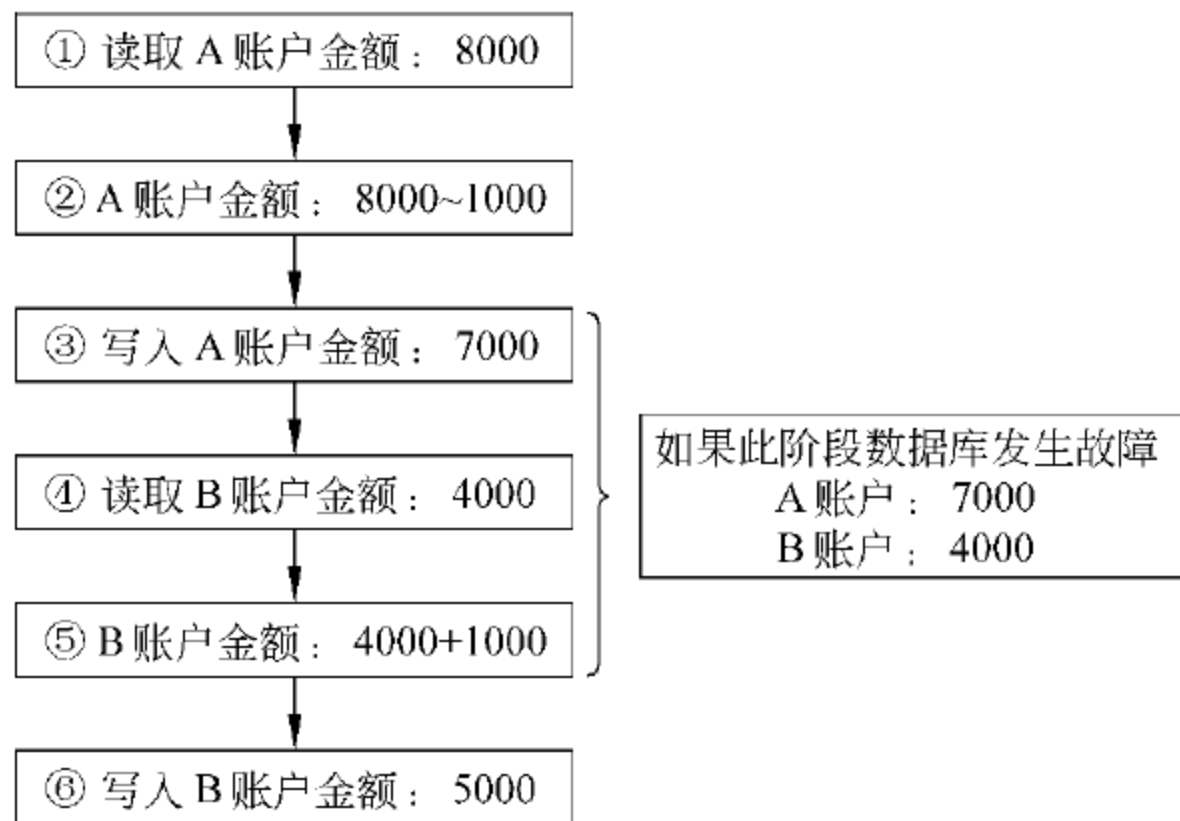 ① 读取 A 账户金额： 8000
② A 账户金额： 8000~1000
③ 写入 A 账户金额： 7000
④ 读取 B 账户金额： 4000
⑤ B 账户金额： 4000+1000
⑥ 写入 B 账户金额： 5000
如果此阶段数据库发生故障
A 账户： 7000
B 账户： 4000